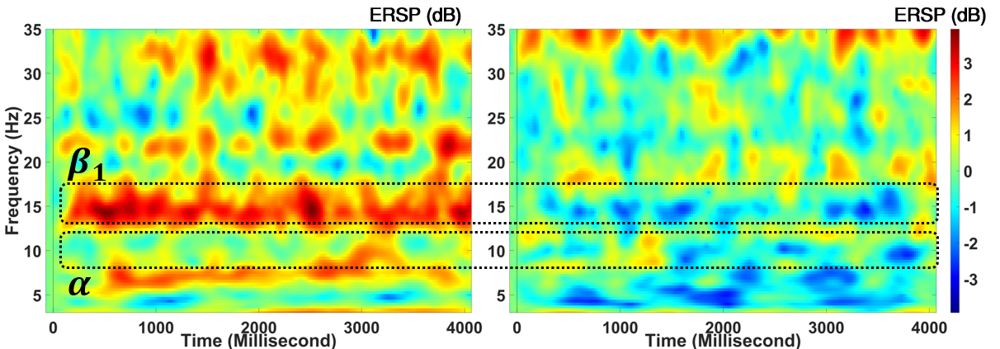 ERSP (dB) ERSP (dB)
35 35
30 30 3
25 25 2
20 20 1
β1 0
15 15 -1
10 10 -2
α -3
5 5
Frequency (Hz)
0 1000 2000 3000 4000 0 1000 2000 3000 4000
Time (Millisecond) Time (Millisecond)